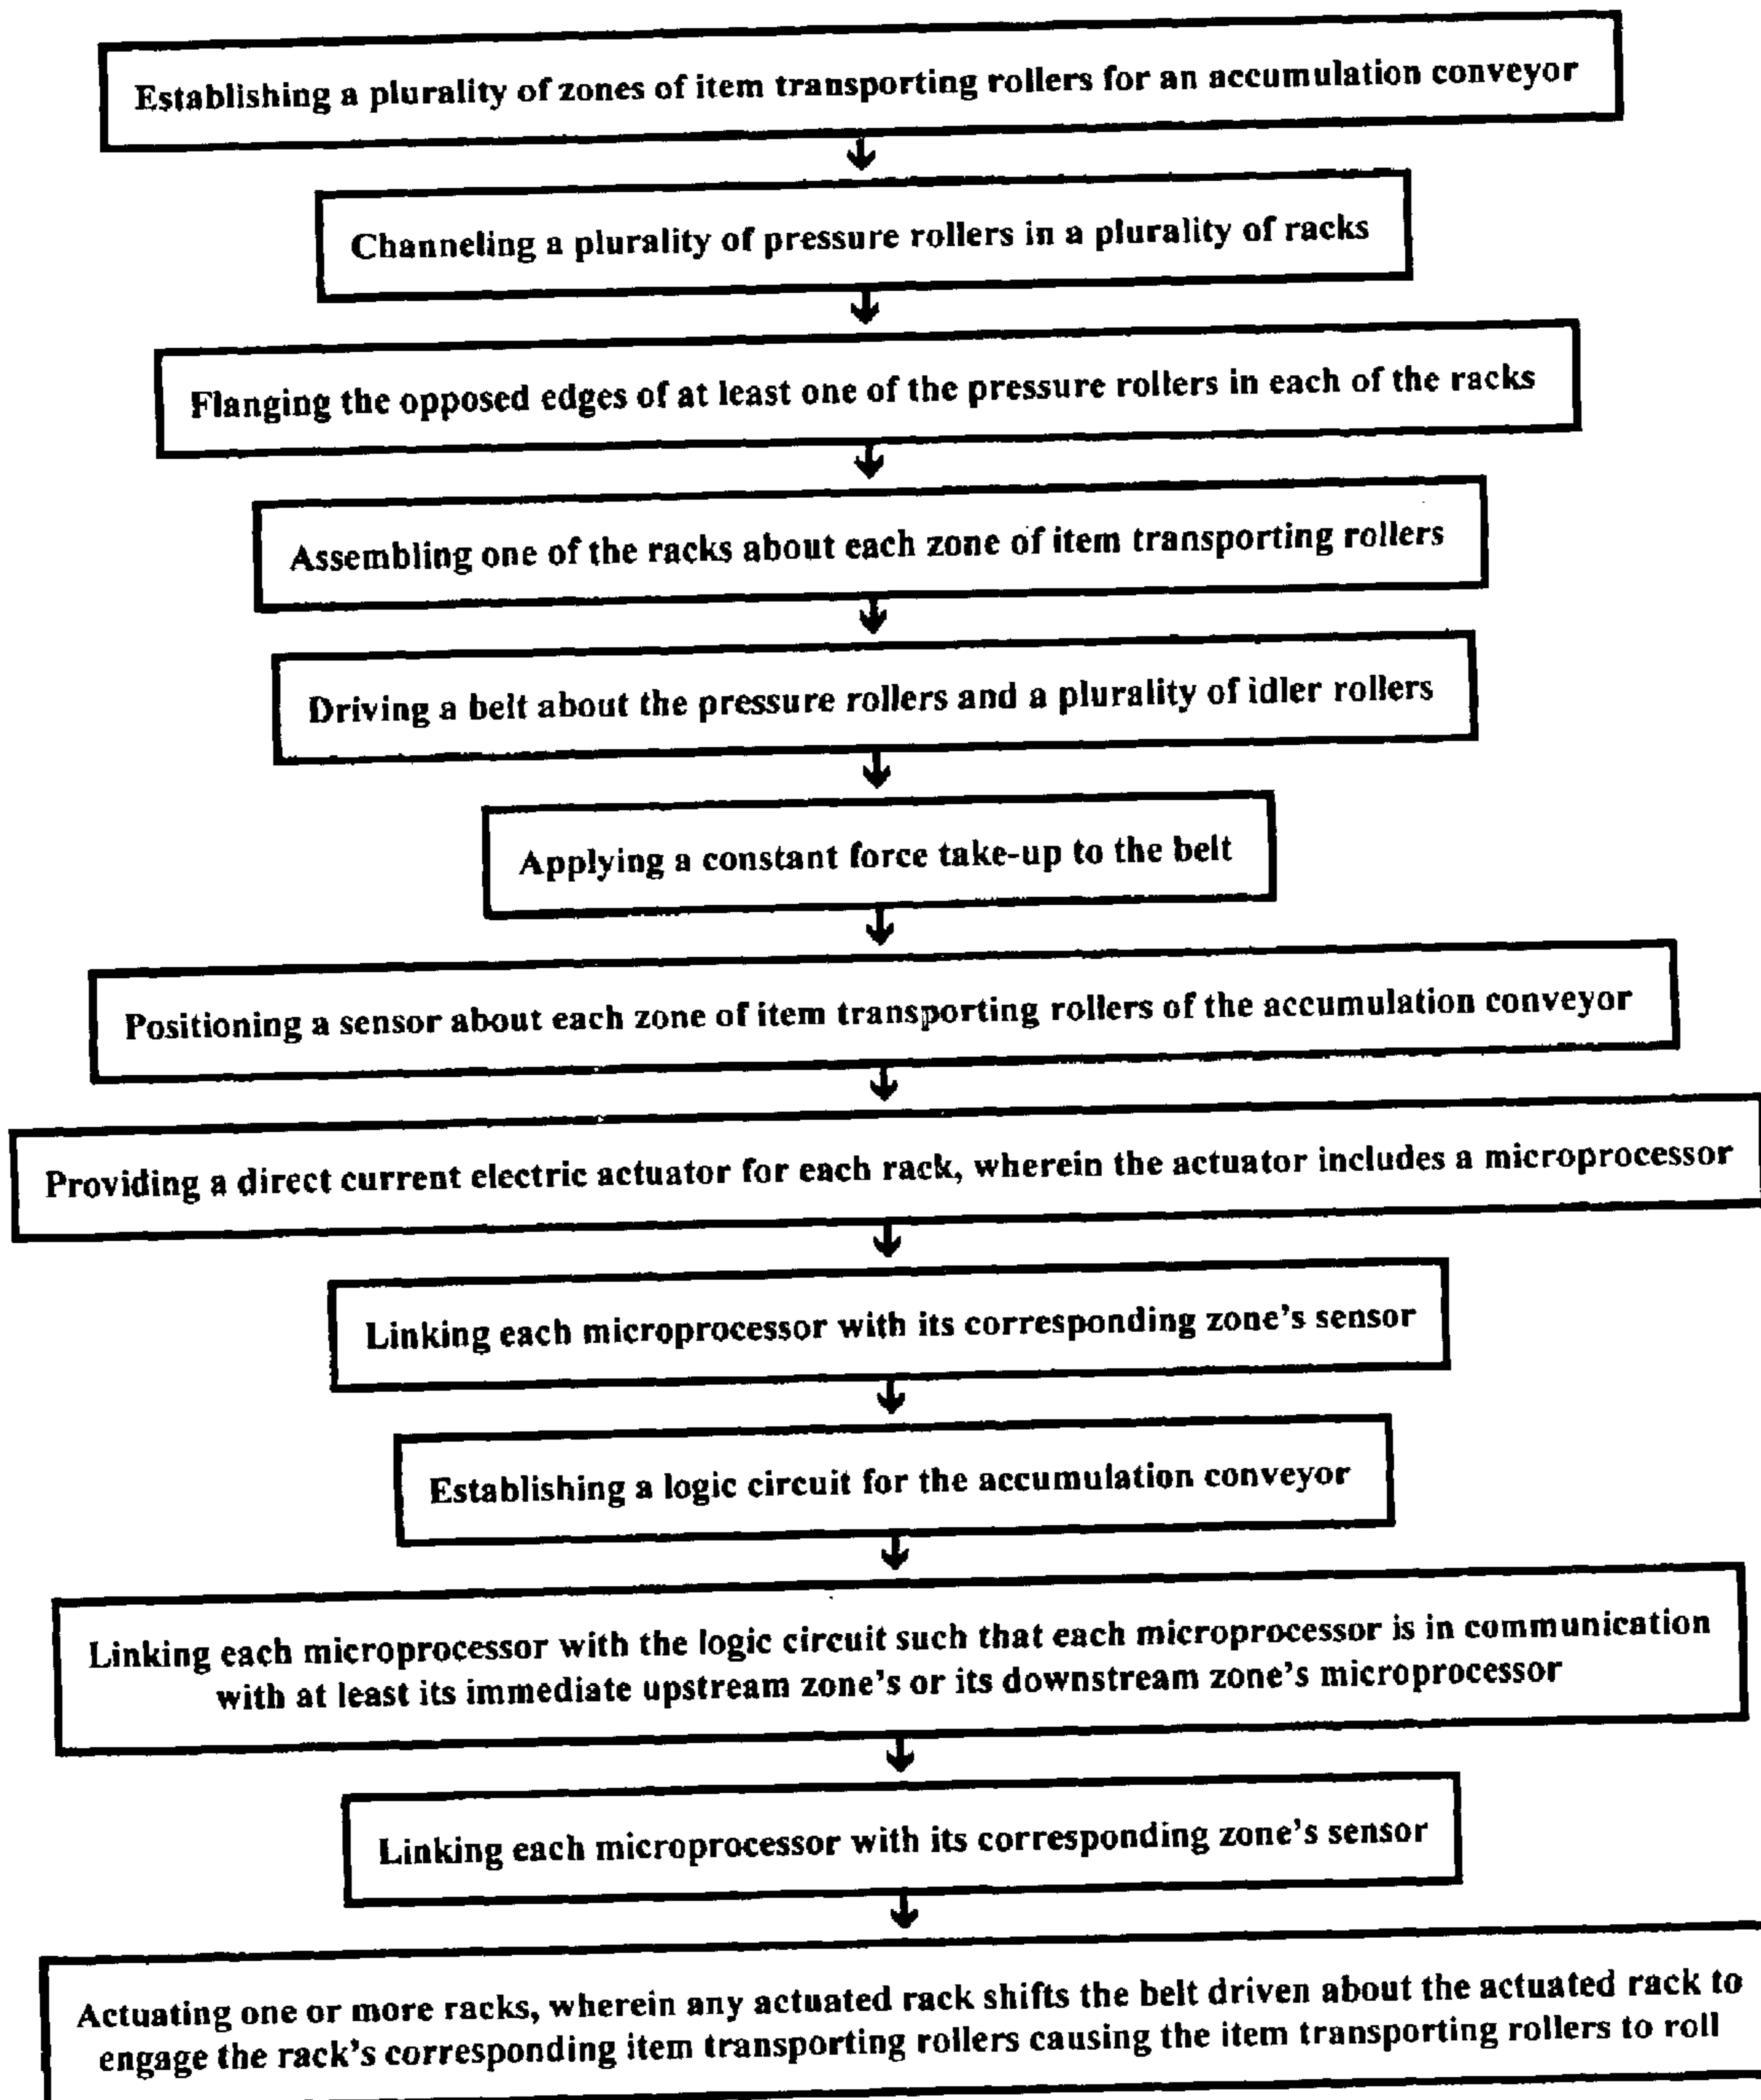 Establishing a plurality of zones of item transporting rollers for an accumulation conveyor
Channeling a plurality of pressure rollers in a plurality of racks
Flanging the opposed edges of at least one of the pressure rollers in each of the racks
Assembling one of the racks about each zone of item transporting rollers
Driving a belt about the pressure rollers and a plurality of idler rollers
Applying a constant force take-up to the belt
Positioning a sensor about each zone of item transporting rollers of the accumulation conveyor
Providing a direct current electric actuator for each rack, wherein the actuator includes a microprocessor
Linking each microprocessor with its corresponding zone's sensor
Establishing a logic circuit for the accumulation conveyor
Linking each microprocessor with the logic circuit such that each microprocessor is in communication
with at least its immediate upstream zone's or its downstream zone's microprocessor
Linking each microprocessor with its corresponding zone's sensor
Actuating one or more racks, wherein any actuated rack shifts the belt driven about the actuated rack to
engage the rack's corresponding item transporting rollers causing the item transporting rollers to roll